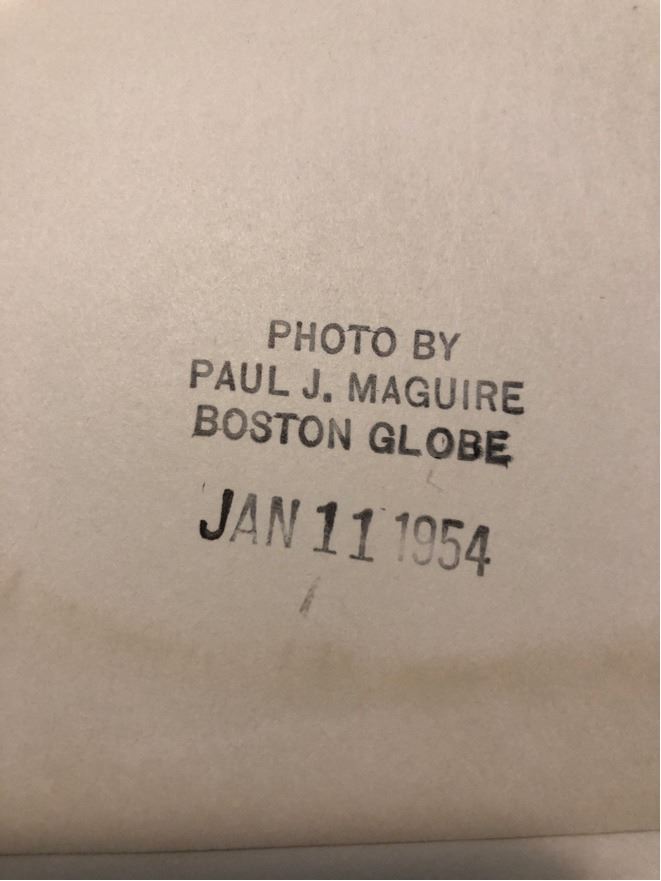 PHOTO BY
PAUL J. MAGUIRE
BOSTON GLOBE
JAN 11 1954